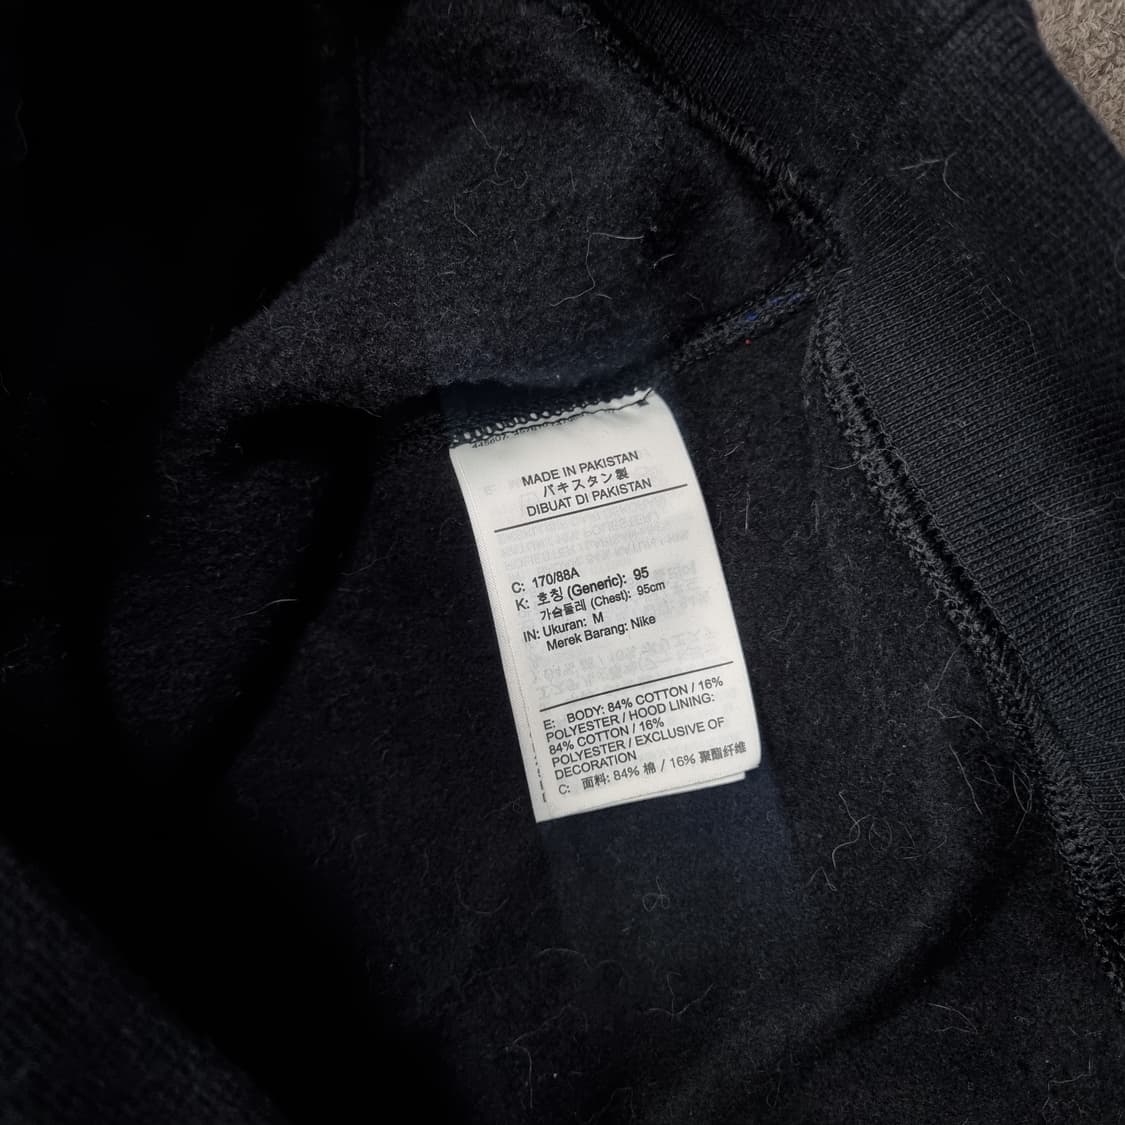 MADE IN PAKISTAN
パキスタン製
DIBUAT DI PAKISTAN
C: 170/88A
K: 호칭 (Generic): 95
가슴둘레 (Chest): 95cm
IN: Ukuran: M
Merek Barang: Nike
E: BODY: 84% COTTON / 16%
POLYESTER / HOOD LINING:
84% COTTON / 16%
POLYESTER / EXCLUSIVE OF
DECORATION
C: 面料: 84% 棉 / 16% 聚酯纤维